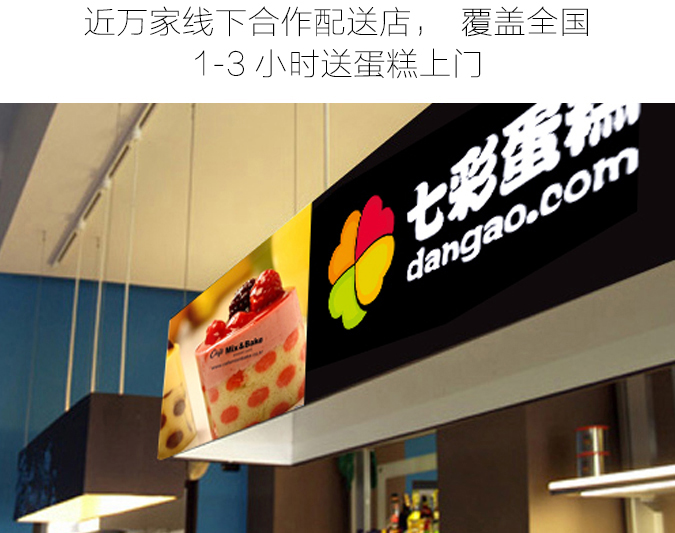 近万家线下合作配送店， 覆盖全国
1-3 小时送蛋糕上门
七彩蛋糕
dangao.com
Café Mix&Bake